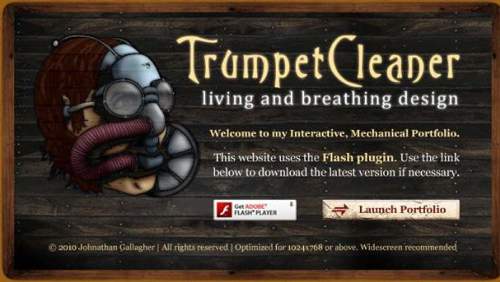 TrumpetCleaner
living and breathing design
Welcome to my Interactive, Mechanical Portfolio.
This website uses the Flash plugin. Use the link
below to download the latest version if necessary.
Get ADOBE®
FLASH® PLAYER
Launch Portfolio
© 2010 Johnathan Gallagher | All rights reserved | Optimized for 1024x768 or above. Widescreen recommended